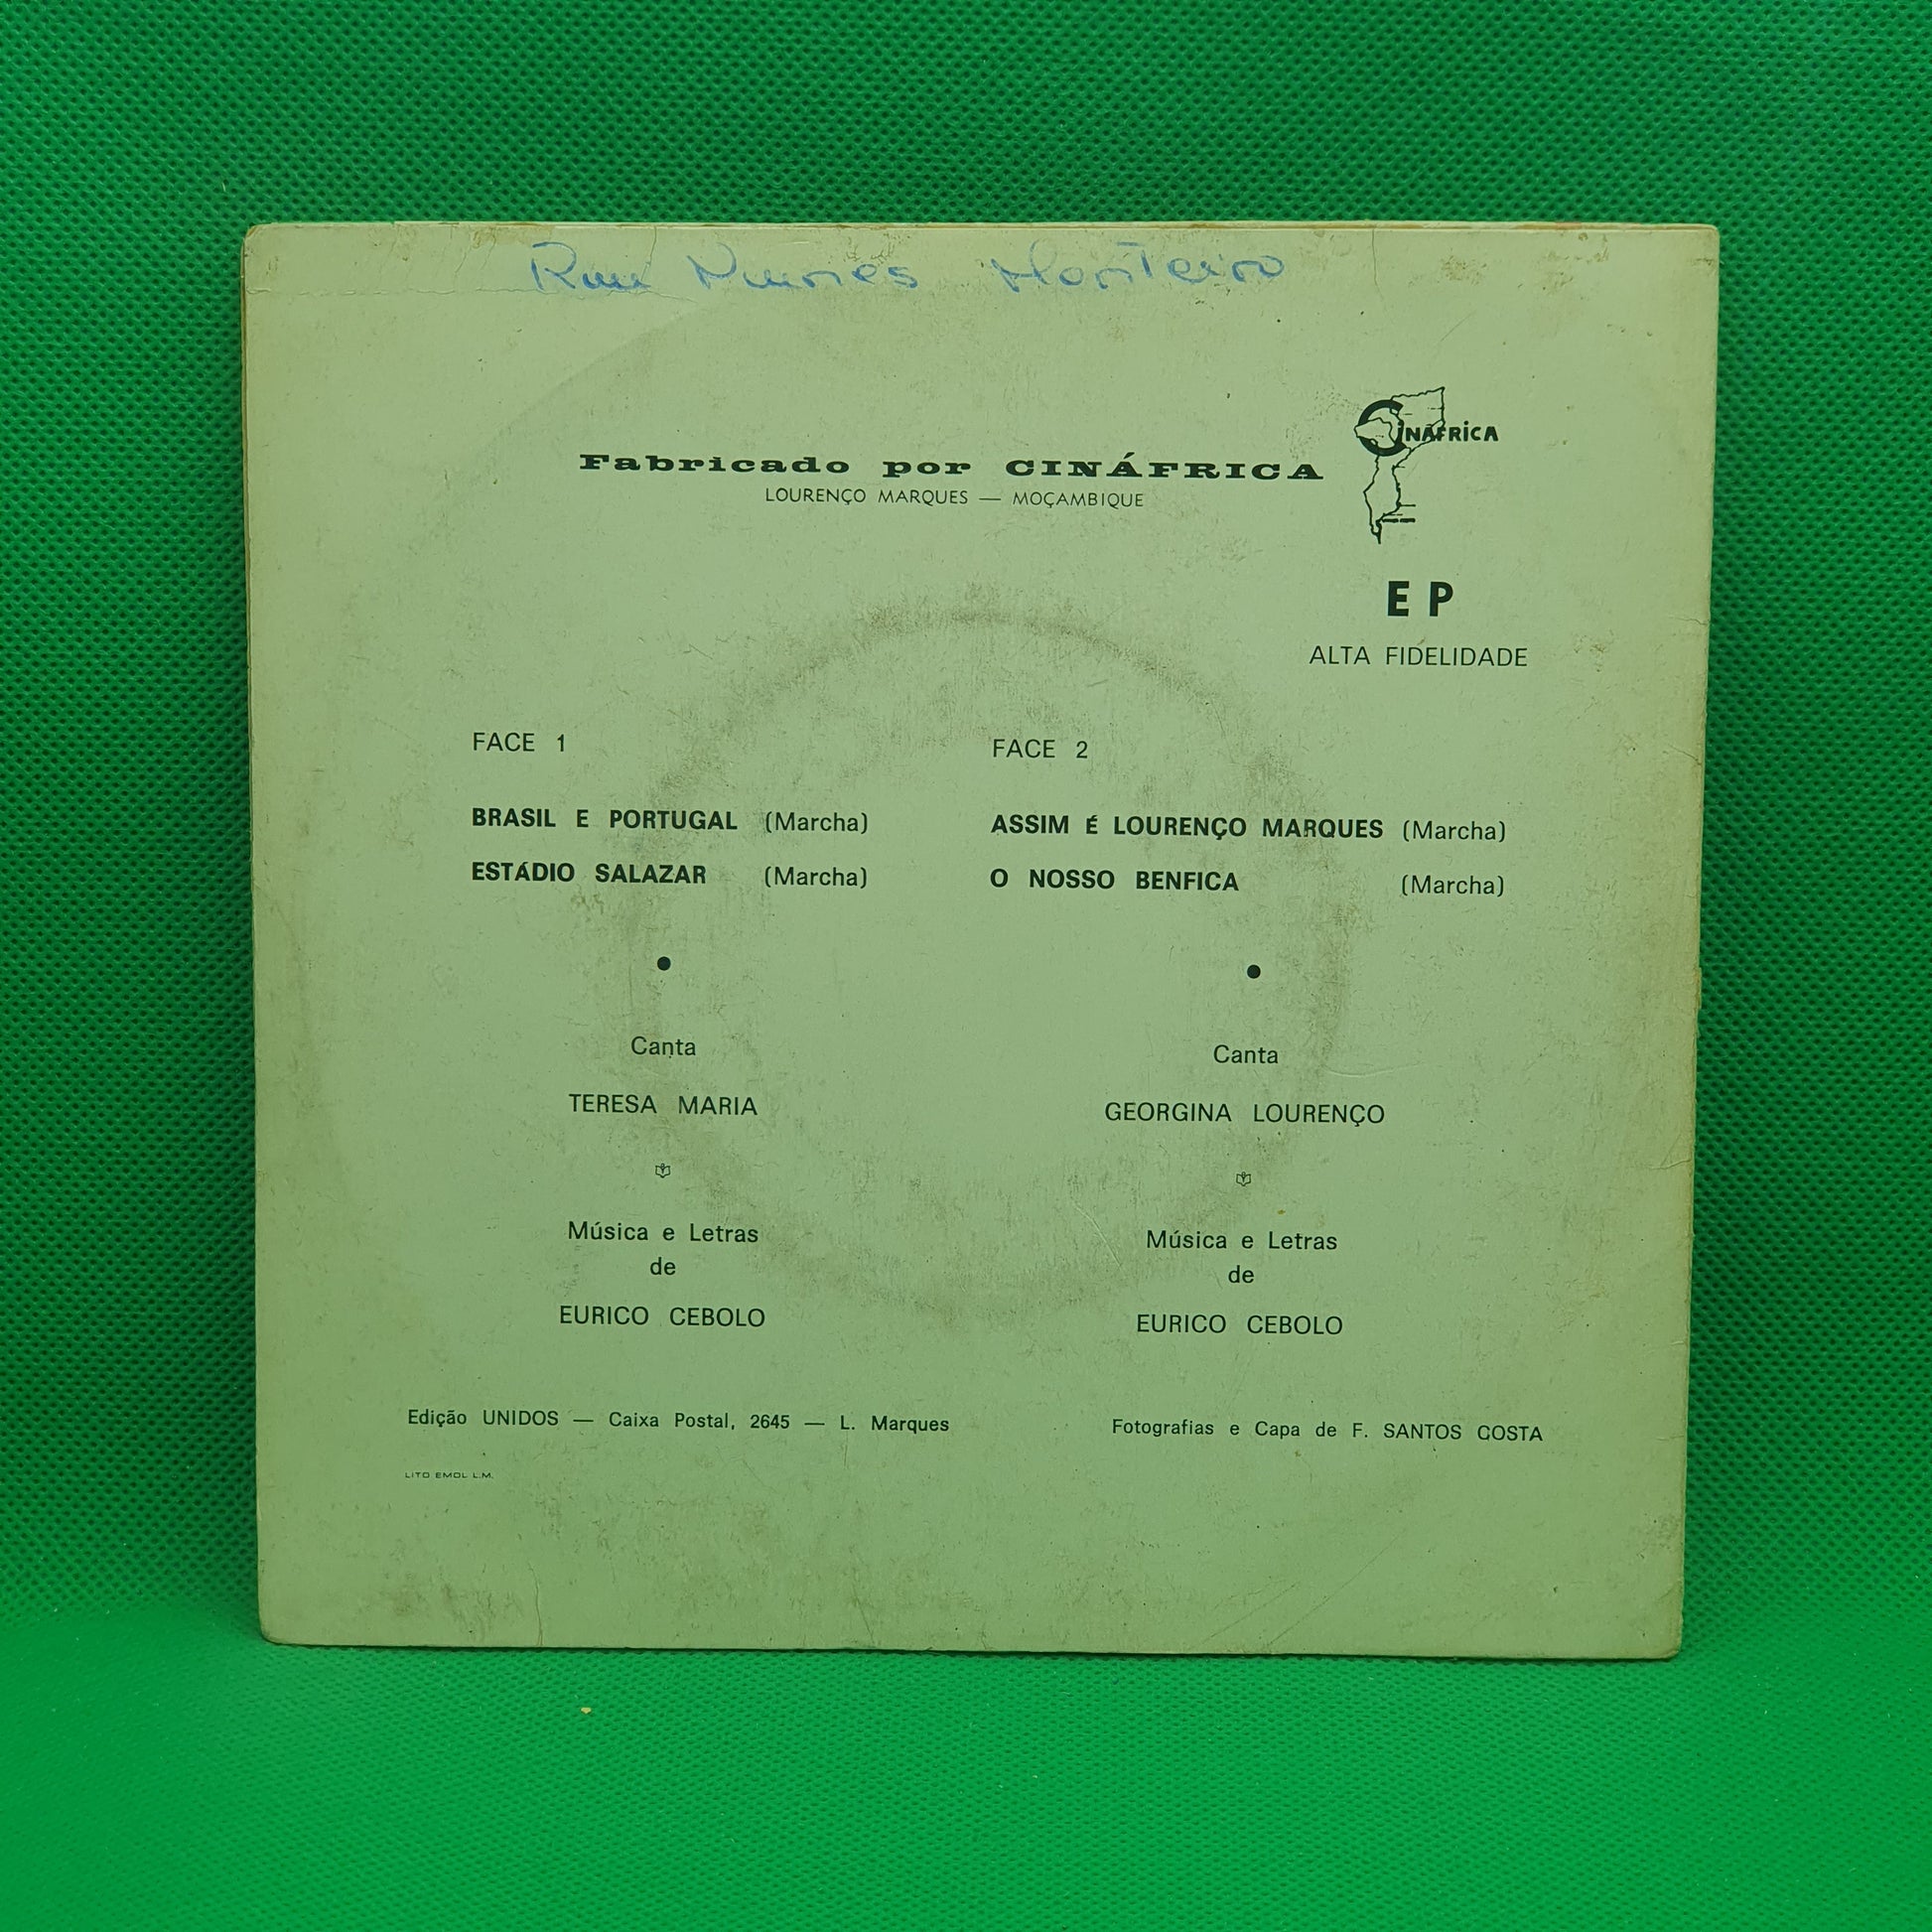 Rui Nunes Monteiro
CINÁFRICA
Fabricado por CINÁFRICA
LOURENÇO MARQUES — MOÇAMBIQUE
EP
ALTA FIDELIDADE
FACE 1
BRASIL E PORTUGAL (Marcha)
ESTÁDIO SALAZAR (Marcha)
Canta
TERESA MARIA
Música e Letras
de
EURICO CEBOLO
FACE 2
ASSIM É LOURENÇO MARQUES (Marcha)
O NOSSO BENFICA (Marcha)
Canta
GEORGINA LOURENÇO
Música e Letras
de
EURICO CEBOLO
Edição UNIDOS — Caixa Postal, 2645 — L. Marques
Fotografias e Capa de F. SANTOS COSTA
LITO EMOL L.M.